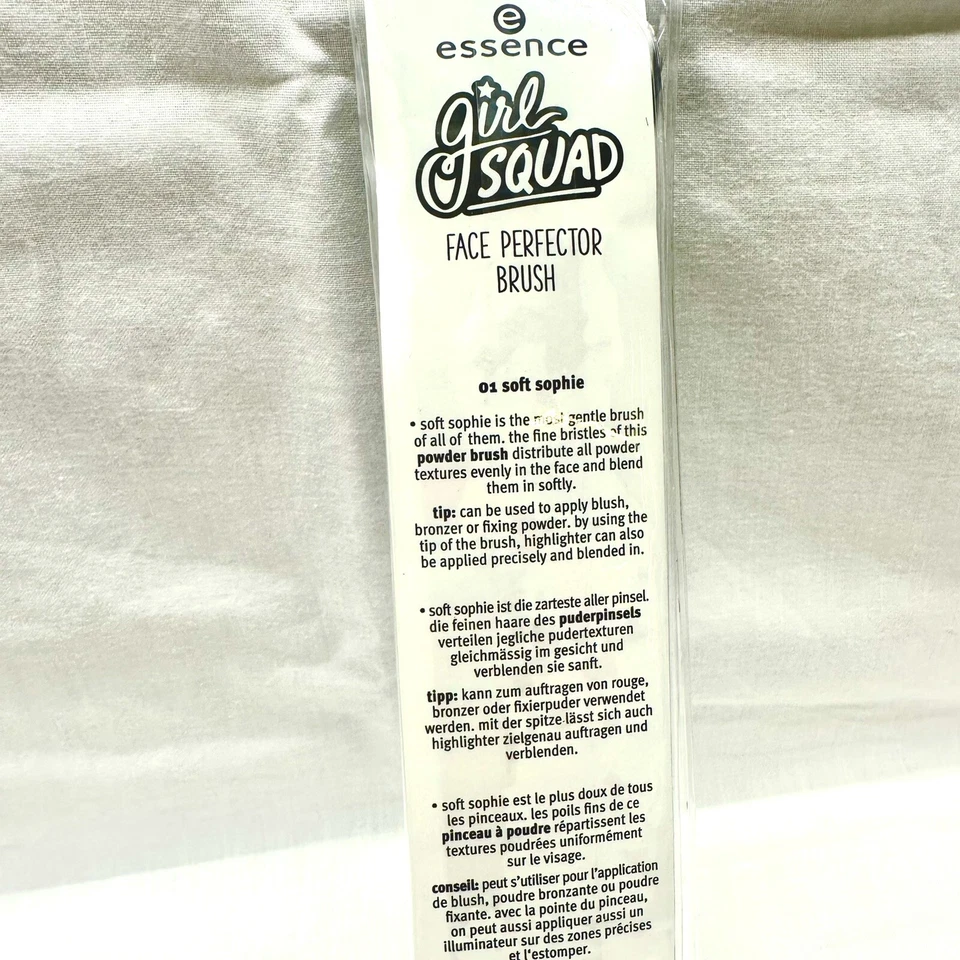 e
essence
girl
SQUAD
FACE PERFECTOR
BRUSH
01 soft sophie
• soft sophie is the most gentle brush
of all of them. the fine bristles of this
powder brush distribute all powder
textures evenly in the face and blend
them in softly.
tip: can be used to apply blush,
bronzer or fixing powder. by using the
tip of the brush, highlighter can also
be applied precisely and blended in.
• soft sophie ist die zarteste aller pinsel.
die feinen haare des puderpinsels
verteilen jegliche pudertexturen
gleichmässig im gesicht und
verblenden sie sanft.
tipp: kann zum auftragen von rouge,
bronzer oder fixierpuder verwendet
werden. mit der spitze lässt sich auch
highlighter zielgenau auftragen und
verblenden.
• soft sophie est le plus doux de tous
les pinceaux. les poils fins de ce
pinceau à poudre répartissent les
textures poudrées uniformément
sur le visage.
conseil: peut s'utiliser pour l'application
de blush, poudre bronzante ou poudre
fixante. avec la pointe du pinceau,
on peut aussi appliquer aussi un
illuminateur sur des zones précises
et l'estomper.